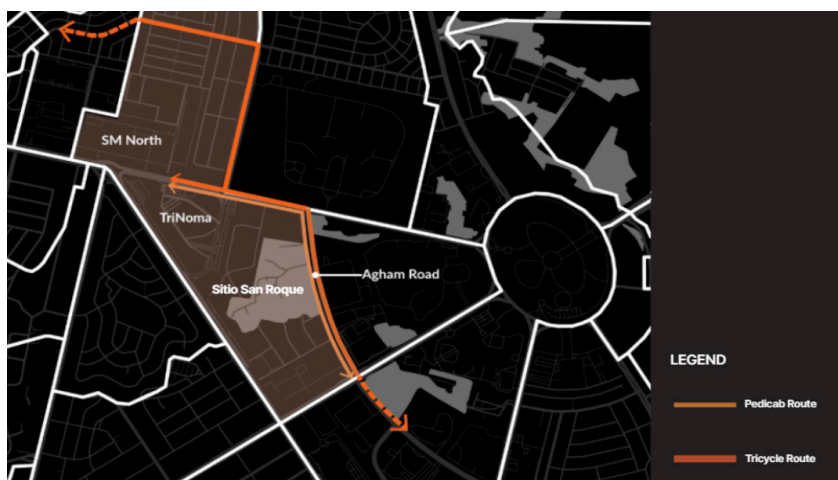 SM North
TriNoma
Agham Road
Sitio San Roque
LEGEND
Pedicab Route
Tricycle Route